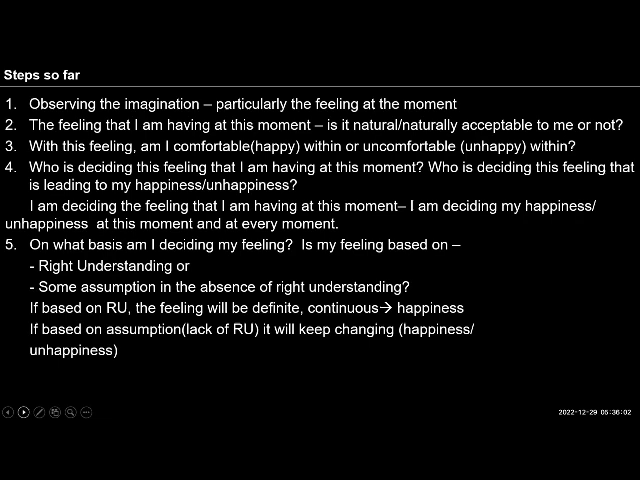 Steps so far
1. Observing the imagination – particularly the feeling at the moment
2. The feeling that I am having at this moment – is it natural/naturally acceptable to me or not?
3. With this feeling, am I comfortable(happy) within or uncomfortable (unhappy) within?
4. Who is deciding this feeling that I am having at this moment? Who is deciding this feeling that
is leading to my happiness/unhappiness?
I am deciding the feeling that I am having at this moment– I am deciding my happiness/
unhappiness at this moment and at every moment.
5. On what basis am I deciding my feeling? Is my feeling based on –
- Right Understanding or
- Some assumption in the absence of right understanding?
If based on RU, the feeling will be definite, continuous→ happiness
If based on assumption(lack of RU) it will keep changing (happiness/
unhappiness)
2022-12-29 05:36:02